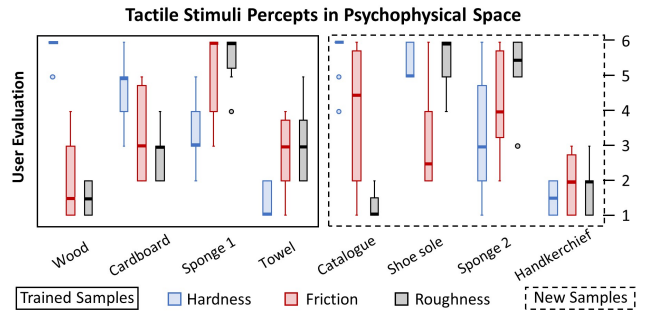 Tactile Stimuli Percepts in Psychophysical Space
User Evaluation
6
5
4
3
2
1
Wood
Cardboard
Sponge 1
Towel
Catalogue
Shoe sole
Sponge 2
Handkerchief
Trained Samples
Hardness
Friction
Roughness
New Samples